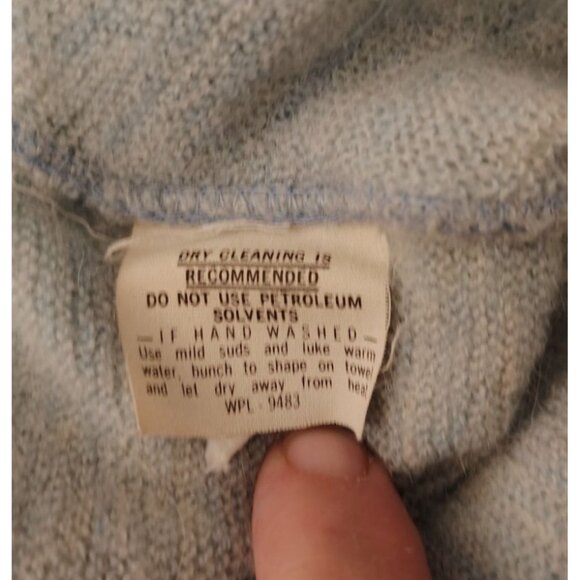 DRY CLEANING IS
RECOMMENDED
DO NOT USE PETROLEUM
SOLVENTS
—IF HAND WASHED—
Use mild suds and luke warm
water, bunch to shape on towel
and let dry away from heat
WPL - 9483